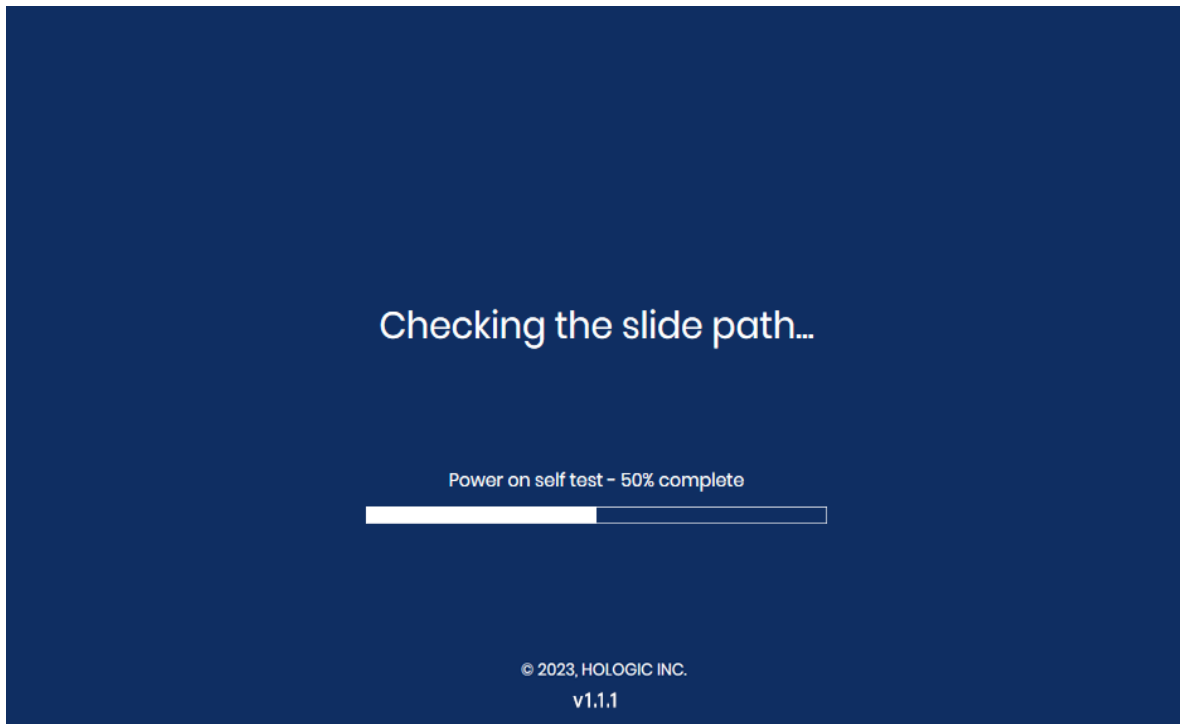 Checking the slide path...
Power on self test - 50% complete
© 2023, HOLOGIC INC.
v1.1.1